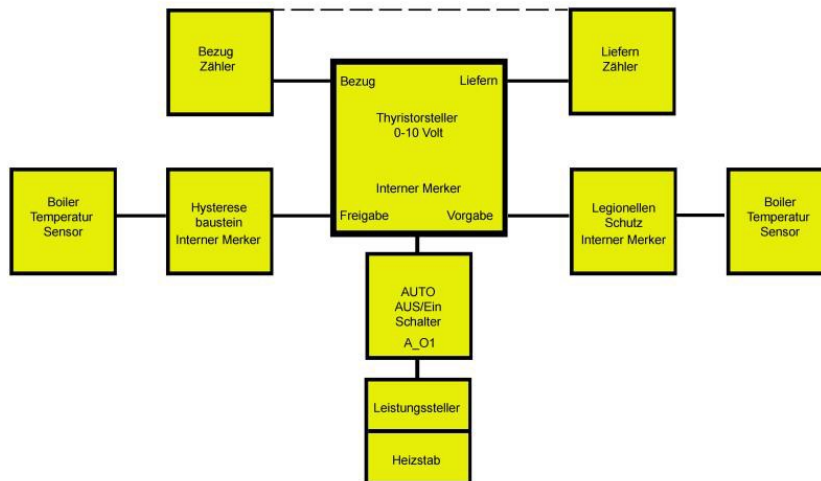 Bezug
Zähler
Liefern
Zähler
Bezug
Liefern
Thyristorsteller
0-10 Volt
Interner Merker
Freigabe
Vorgabe
Boiler
Temperatur
Sensor
Hysterese
baustein
Interner Merker
Legionellen
Schutz
Interner Merker
Boiler
Temperatur
Sensor
AUTO
AUS/Ein
Schalter
A_O1
Leistungssteller
Heizstab